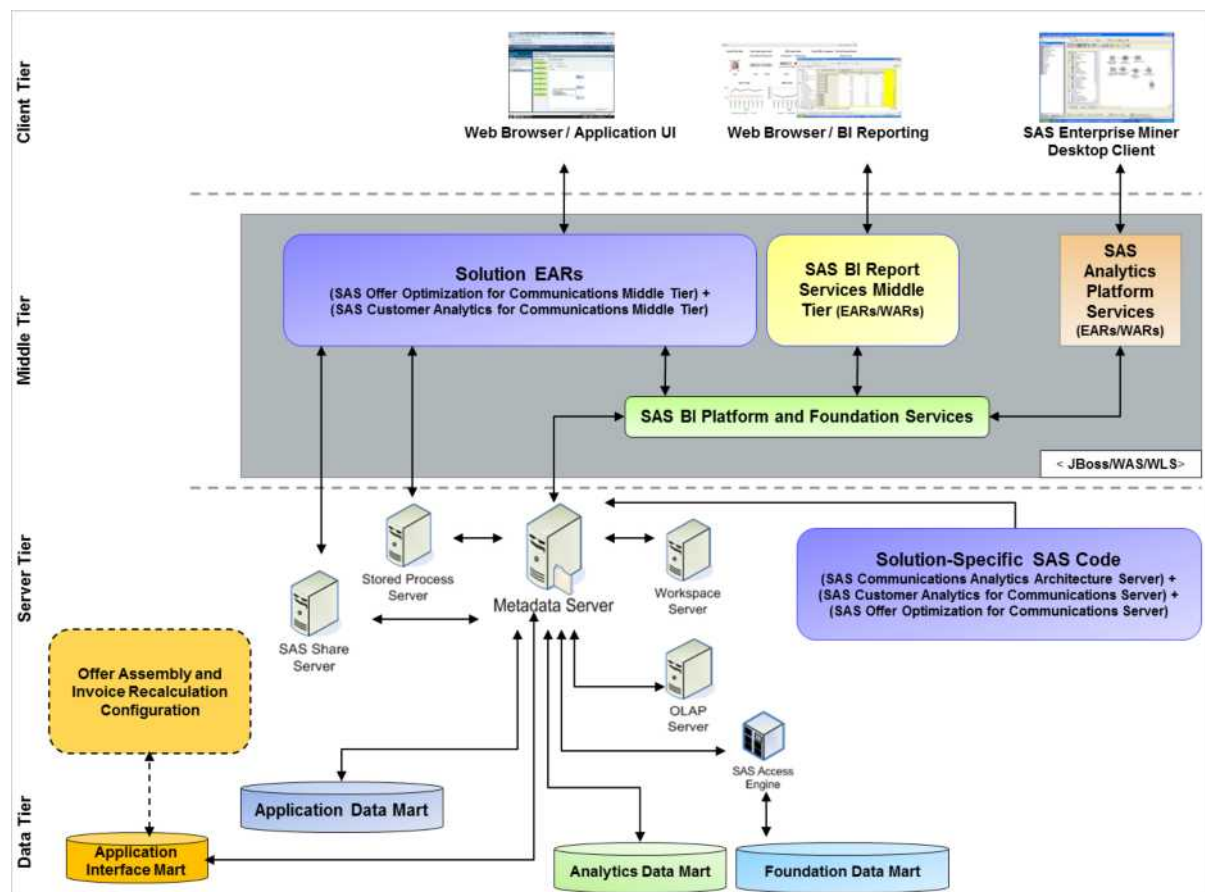 Client Tier
Web Browser / Application UI
Web Browser / BI Reporting
SAS Enterprise Miner
Desktop Client
Middle Tier
Solution EARs
(SAS Offer Optimization for Communications Middle Tier) +
(SAS Customer Analytics for Communications Middle Tier)
SAS BI Report
Services Middle
Tier (EARs/WARs)
SAS
Analytics
Platform
Services
(EARs/WARs)
SAS BI Platform and Foundation Services
< JBoss/WAS/WLS>
Server Tier
Stored Process
Server
Metadata Server
Workspace
Server
SAS Share
Server
OLAP
Server
Solution-Specific SAS Code
(SAS Communications Analytics Architecture Server) +
(SAS Customer Analytics for Communications Server) +
(SAS Offer Optimization for Communications Server)
Offer Assembly and
Invoice Recalculation
Configuration
SAS Access
Engine
Data Tier
Application Data Mart
Application
Interface Mart
Analytics Data Mart
Foundation Data Mart